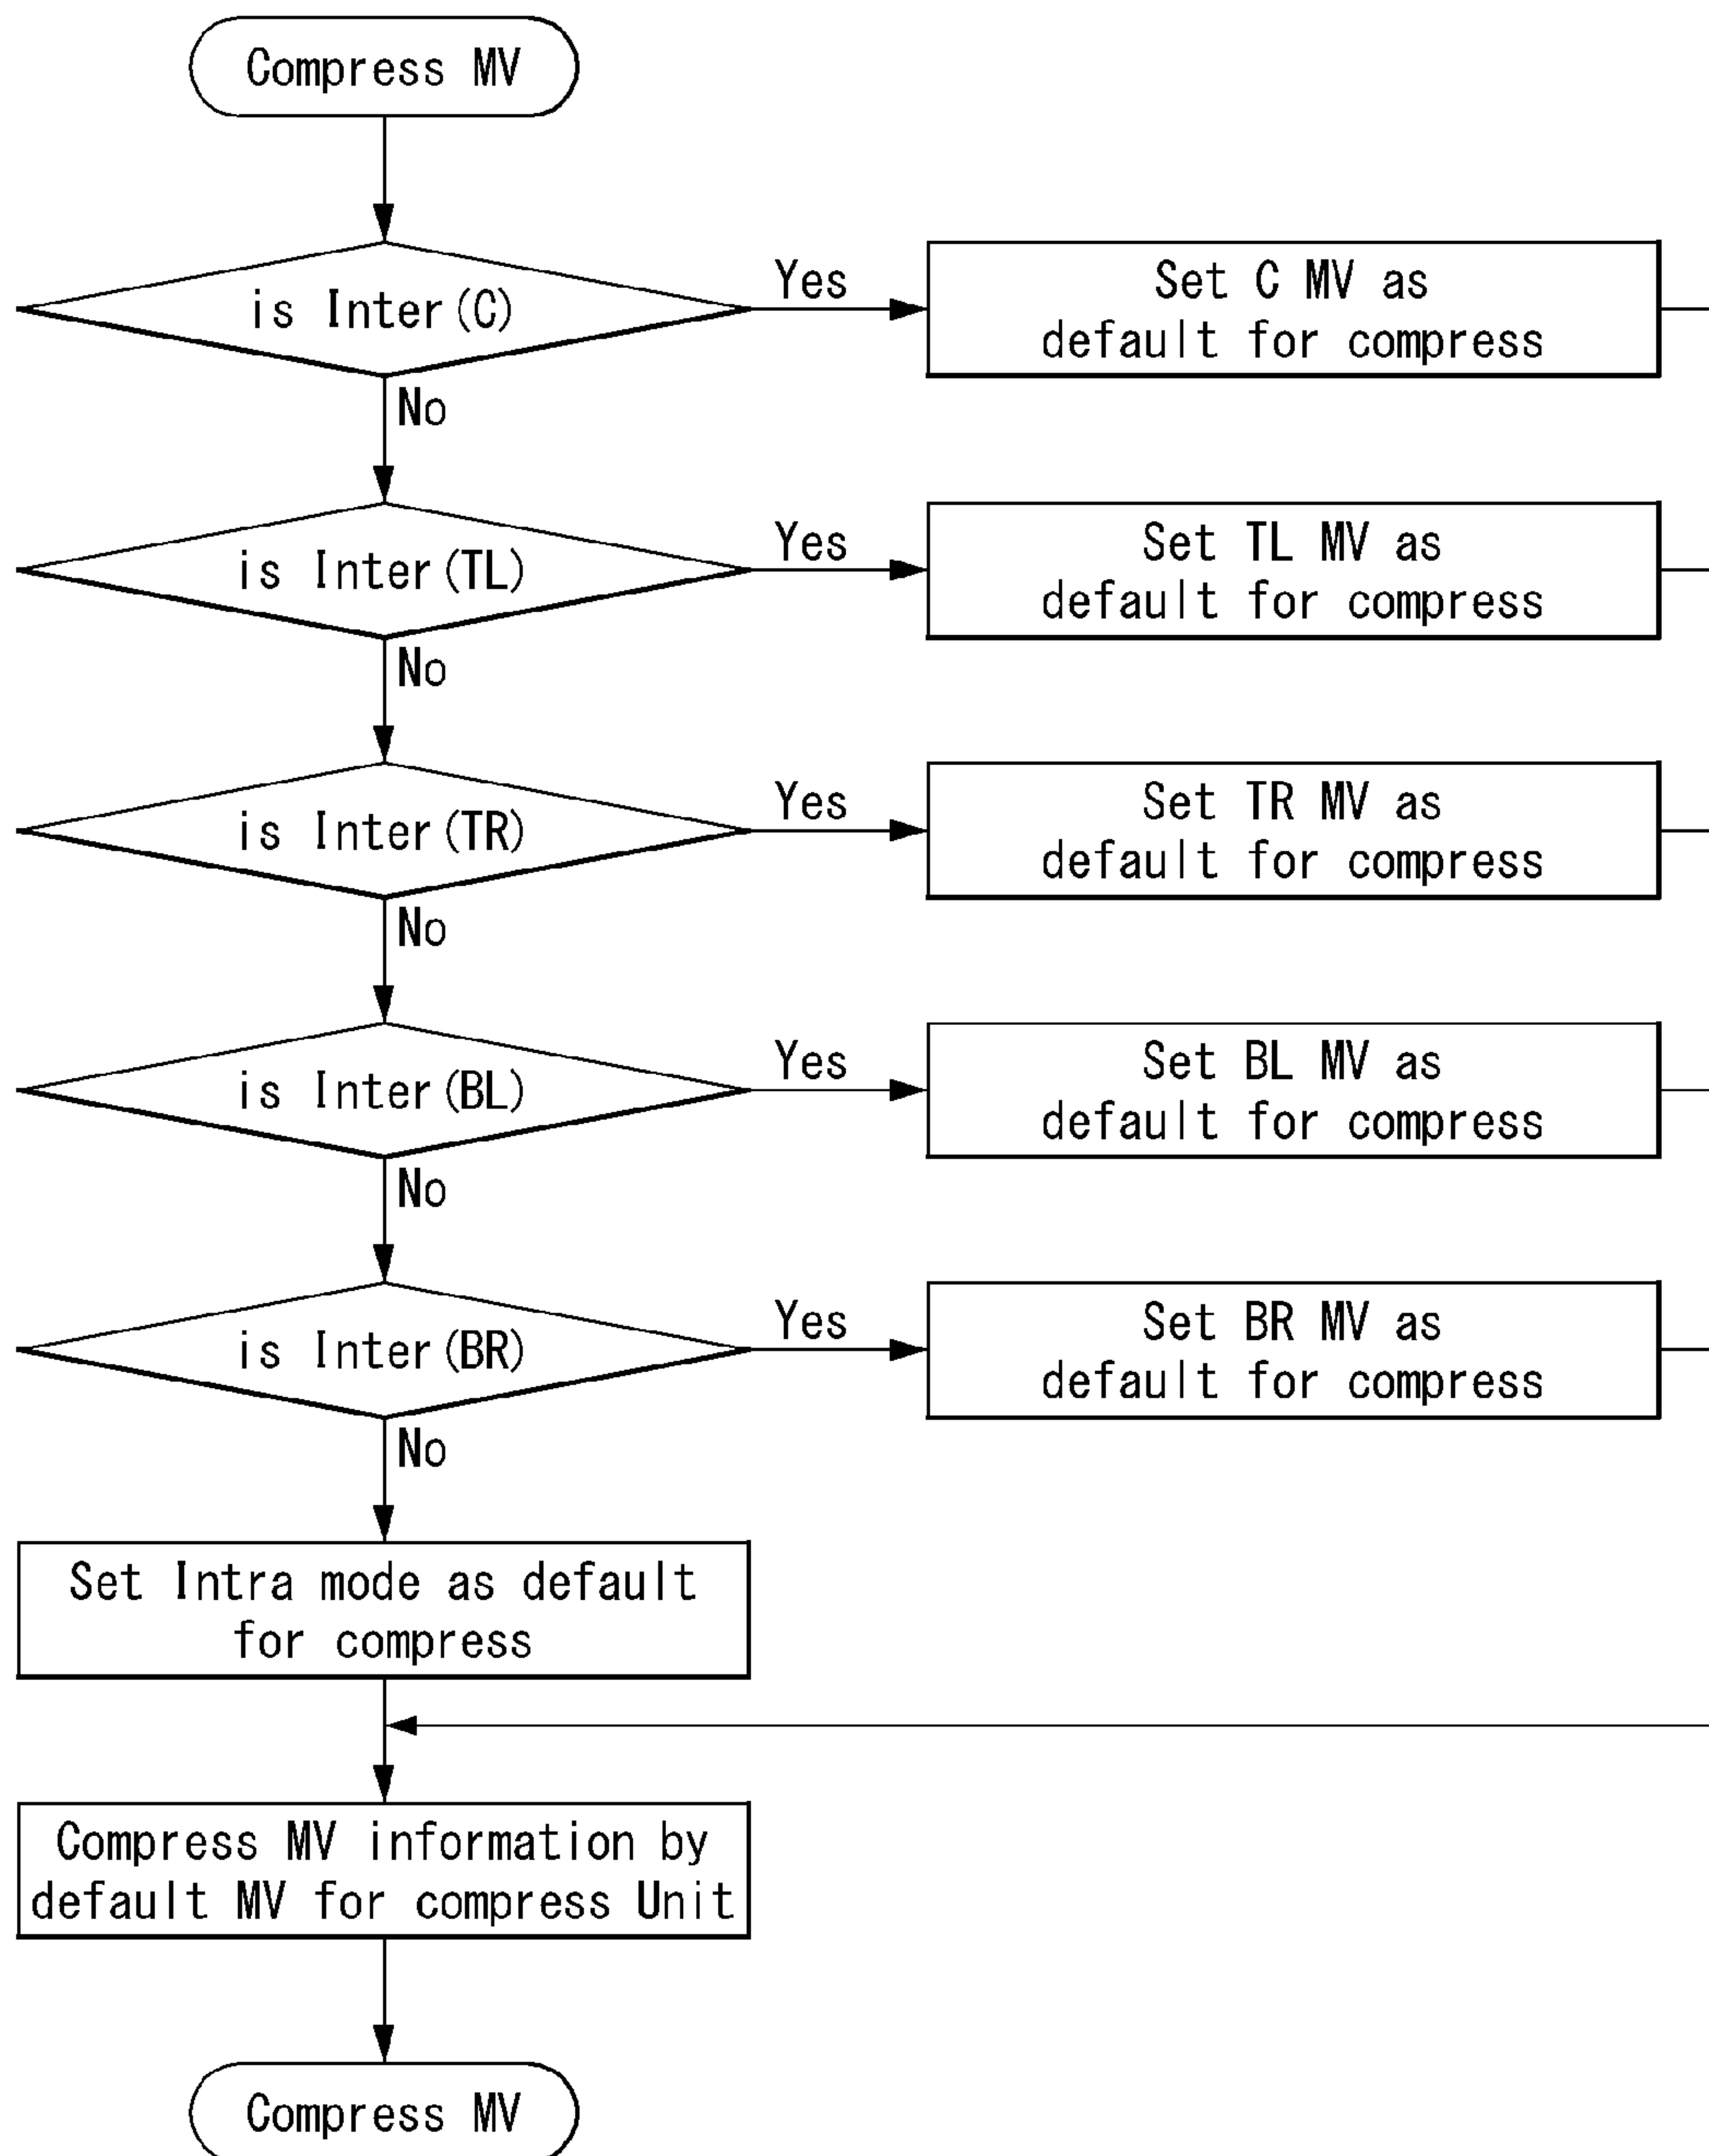 Compress MV
is Inter(C)
Yes
Set C MV as
default for compress
No
is Inter(TL)
Yes
Set TL MV as
default for compress
No
is Inter(TR)
Yes
Set TR MV as
default for compress
No
is Inter(BL)
Yes
Set BL MV as
default for compress
No
is Inter(BR)
Yes
Set BR MV as
default for compress
No
Set Intra mode as default
for compress
Compress MV information by
default MV for compress Unit
Compress MV